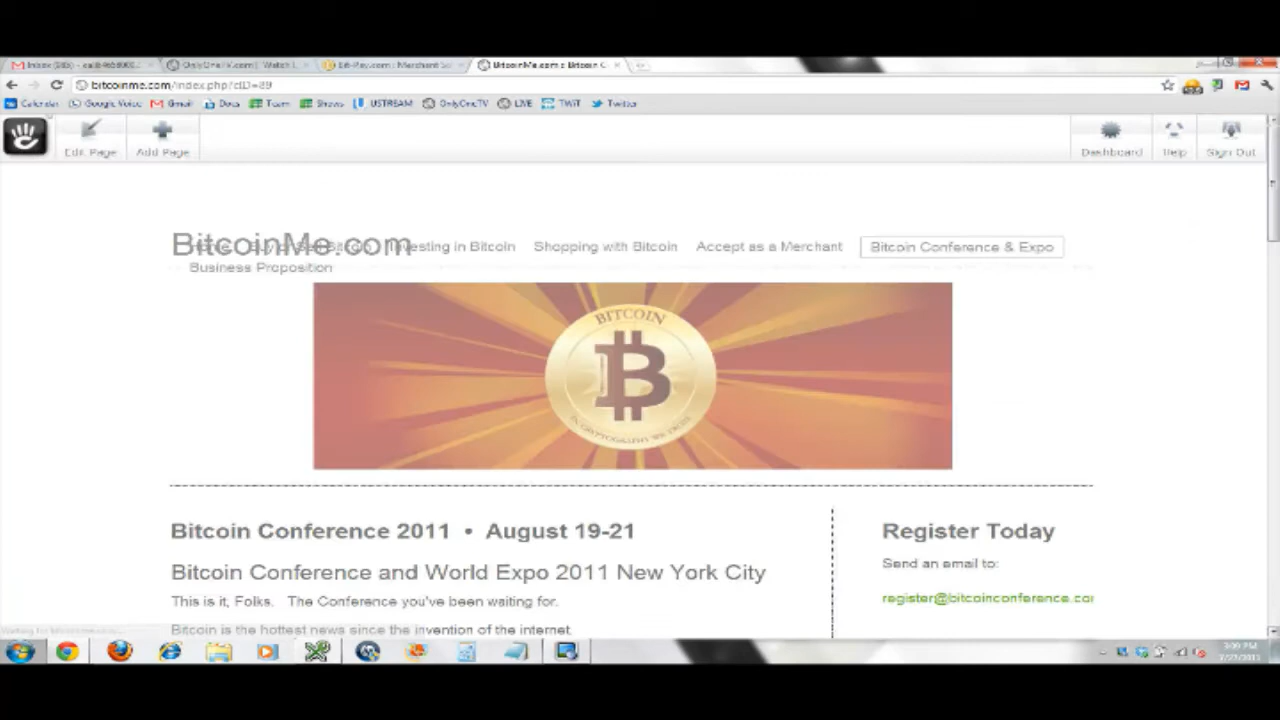 bitcoinme.com/index.php?cID=89
Calendar Google Voice Gmail Docs Team Shows USTREAM OnlyOneTV LIVE TWiT Twitter
Edit Page Add Page Dashboard Help Sign Out
BitcoinMe.com
Investing in Bitcoin Shopping with Bitcoin Accept as a Merchant Bitcoin Conference & Expo
Business Proposition
BITCOIN
B
Bitcoin Conference 2011 • August 19-21
Register Today
Bitcoin Conference and World Expo 2011 New York City
Send an email to:
This is it, Folks. The Conference you've been waiting for.
register@bitcoinconference.co
Bitcoin is the hottest news since the invention of the internet